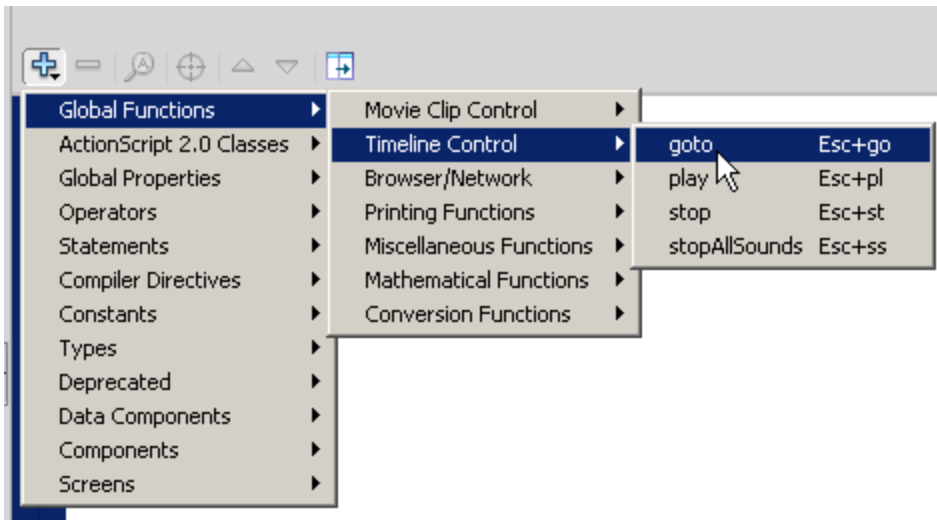 Global Functions
ActionScript 2.0 Classes
Global Properties
Operators
Statements
Compiler Directives
Constants
Types
Deprecated
Data Components
Components
Screens
Movie Clip Control
Timeline Control
Browser/Network
Printing Functions
Miscellaneous Functions
Mathematical Functions
Conversion Functions
goto Esc+go
play Esc+pl
stop Esc+st
stopAllSounds Esc+ss